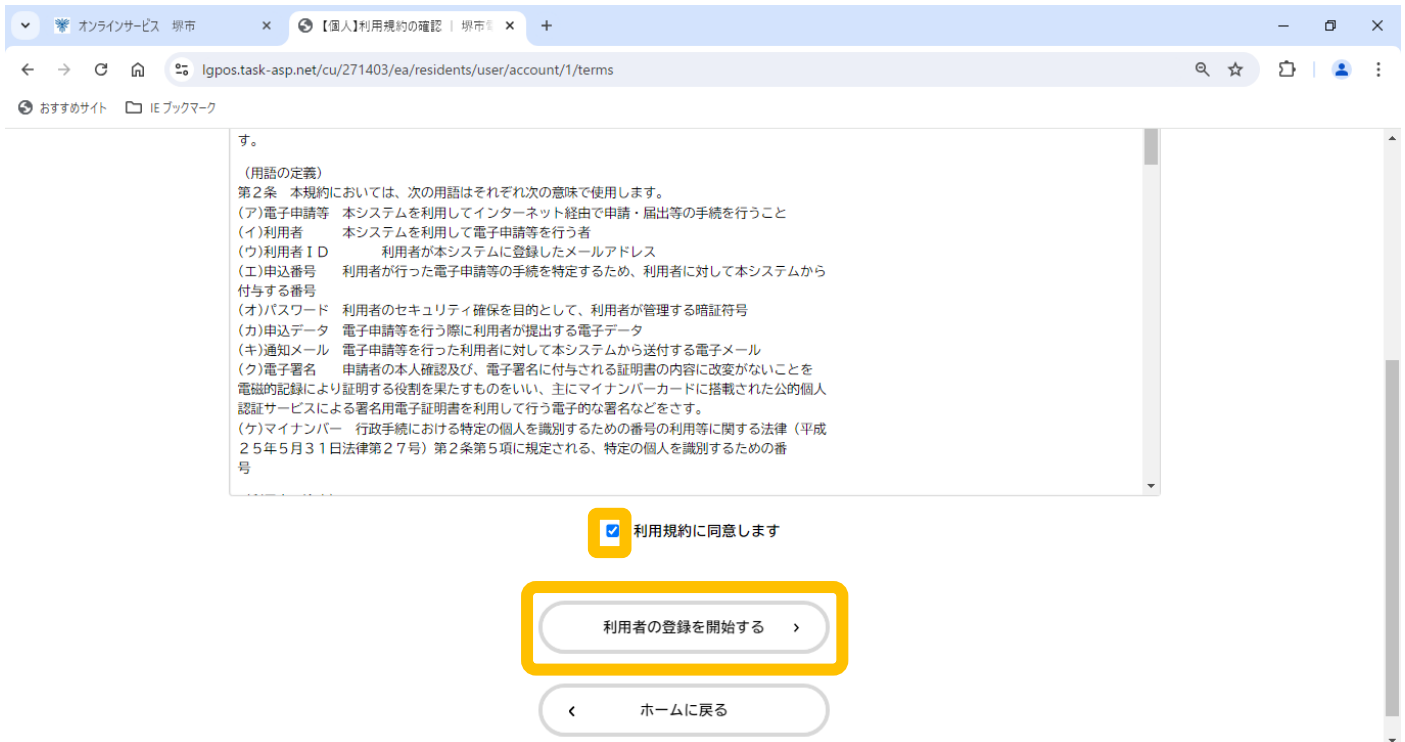 オンラインサービス 堺市
【個人】利用規約の確認 | 堺市
lgpos.task-asp.net/cu/271403/ea/residents/user/account/1/terms
おすすめサイト IE ブックマーク
す。
（用語の定義）
第２条　本規約においては、次の用語はそれぞれ次の意味で使用します。
(ア)電子申請等　本システムを利用してインターネット経由で申請・届出等の手続を行うこと
(イ)利用者　　　本システムを利用して電子申請等を行う者
(ウ)利用者ＩＤ　　　　利用者が本システムに登録したメールアドレス
(エ)申込番号　　利用者が行った電子申請等の手続を特定するため、利用者に対して本システムから
付与する番号
(オ)パスワード　利用者のセキュリティ確保を目的として、利用者が管理する暗証符号
(カ)申込データ　電子申請等を行う際に利用者が提出する電子データ
(キ)通知メール　電子申請等を行った利用者に対して本システムから送付する電子メール
(ク)電子署名　　申請者の本人確認及び、電子署名に付与される証明書の内容に改変がないことを
電磁的記録により証明する役割を果たすものをいい、主にマイナンバーカードに搭載された公的個人
認証サービスによる署名用電子証明書を利用して行う電子的な署名などをさす。
(ケ)マイナンバー　行政手続における特定の個人を識別するための番号の利用等に関する法律（平成
２５年５月３１日法律第２７号）第２条第５項に規定される、特定の個人を識別するための番
号
利用規約に同意します
利用者の登録を開始する
ホームに戻る